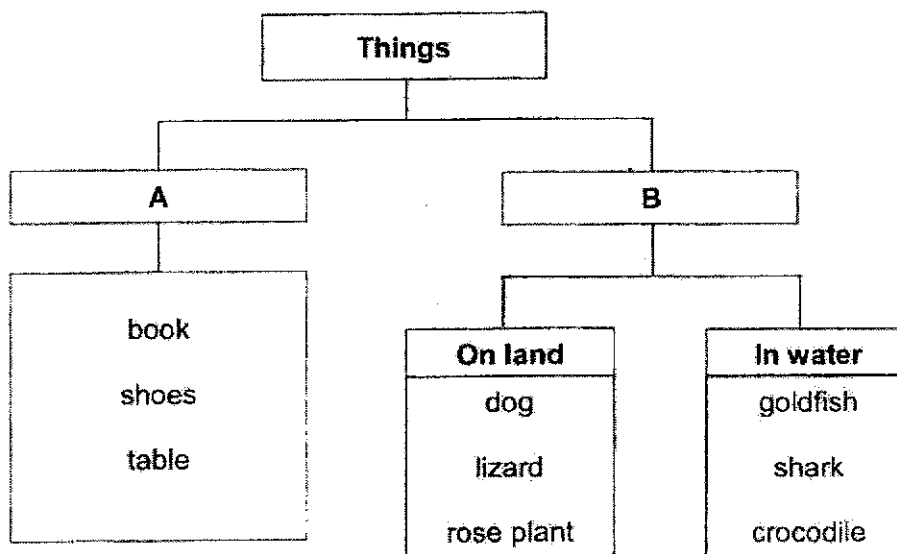 Things
A
B
book
shoes
table
On land
dog
lizard
rose plant
In water
goldfish
shark
crocodile